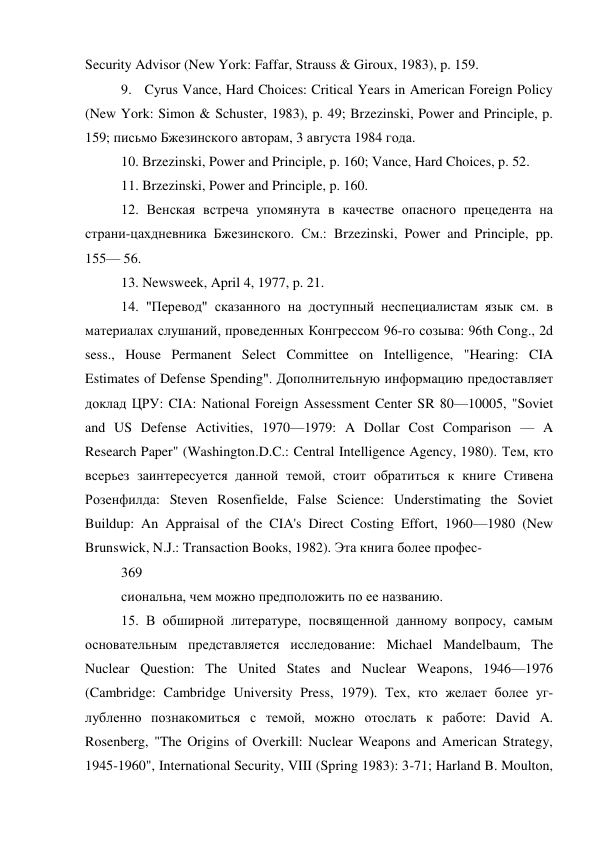 Security Advisor (New York: Faffar, Strauss & Giroux, 1983), p. 159.
9. Cyrus Vance, Hard Choices: Critical Years in American Foreign Policy
(New York: Simon & Schuster, 1983), p. 49; Brzezinski, Power and Principle, p.
159; письмо Бжезинского авторам, 3 августа 1984 года.
10. Brzezinski, Power and Principle, p. 160; Vance, Hard Choices, p. 52.
11. Brzezinski, Power and Principle, p. 160.
12. Венская встреча упомянута в качестве опасного прецедента на
страни-цахдневника Бжезинского. См.: Brzezinski, Power and Principle, pp.
155— 56.
13. Newsweek, April 4, 1977, p. 21.
14. "Перевод" сказанного на доступный неспециалистам язык см. в
материалах слушаний, проведенных Конгрессом 96-го созыва: 96th Cong., 2d
sess., House Permanent Select Committee on Intelligence, "Hearing: CIA
Estimates of Defense Spending". Дополнительную информацию предоставляет
доклад ЦРУ: CIA: National Foreign Assessment Center SR 80—10005, "Soviet
and US Defense Activities, 1970—1979: A Dollar Cost Comparison — A
Research Paper" (Washington.D.C.: Central Intelligence Agency, 1980). Тем, кто
всерьез заинтересуется данной темой, стоит обратиться к книге Стивена
Розенфилда: Steven Rosenfielde, False Science: Understimating the Soviet
Buildup: An Appraisal of the CIA's Direct Costing Effort, 1960—1980 (New
Brunswick, N.J.: Transaction Books, 1982). Эта книга более профес-
369
сиональна, чем можно предположить по ее названию.
15. В обширной литературе, посвященной данному вопросу, самым
основательным представляется исследование: Michael Mandelbaum, The
Nuclear Question: The United States and Nuclear Weapons, 1946—1976
(Cambridge: Cambridge University Press, 1979). Тех, кто желает более уг-
лубленно познакомиться с темой, можно отослать к работе: David A.
Rosenberg, "The Origins of Overkill: Nuclear Weapons and American Strategy,
1945-1960", International Security, VIII (Spring 1983): 3-71; Harland B. Moulton,